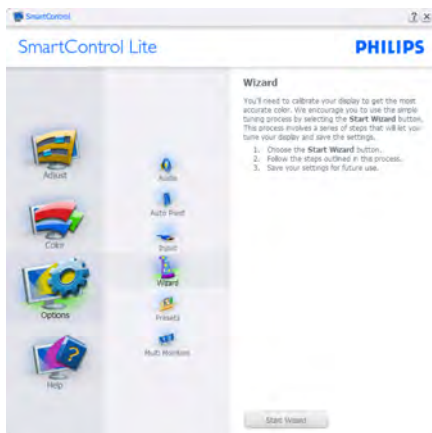 SmartControl
? x
SmartControl Lite
PHILIPS
Adjust
Color
Options
Help
Audio
Auto Pivot
Input
Wizard
Presets
Multi Monitors
Wizard
You'll need to calibrate your display to get the most
accurate color. We encourage you to use the simple
tuning process by selecting the Start Wizard button.
This process involves a series of steps that will let you
tune your display and save the settings.
1. Choose the Start Wizard button.
2. Follow the steps outlined in this process.
3. Save your settings for future use.
Start Wizard